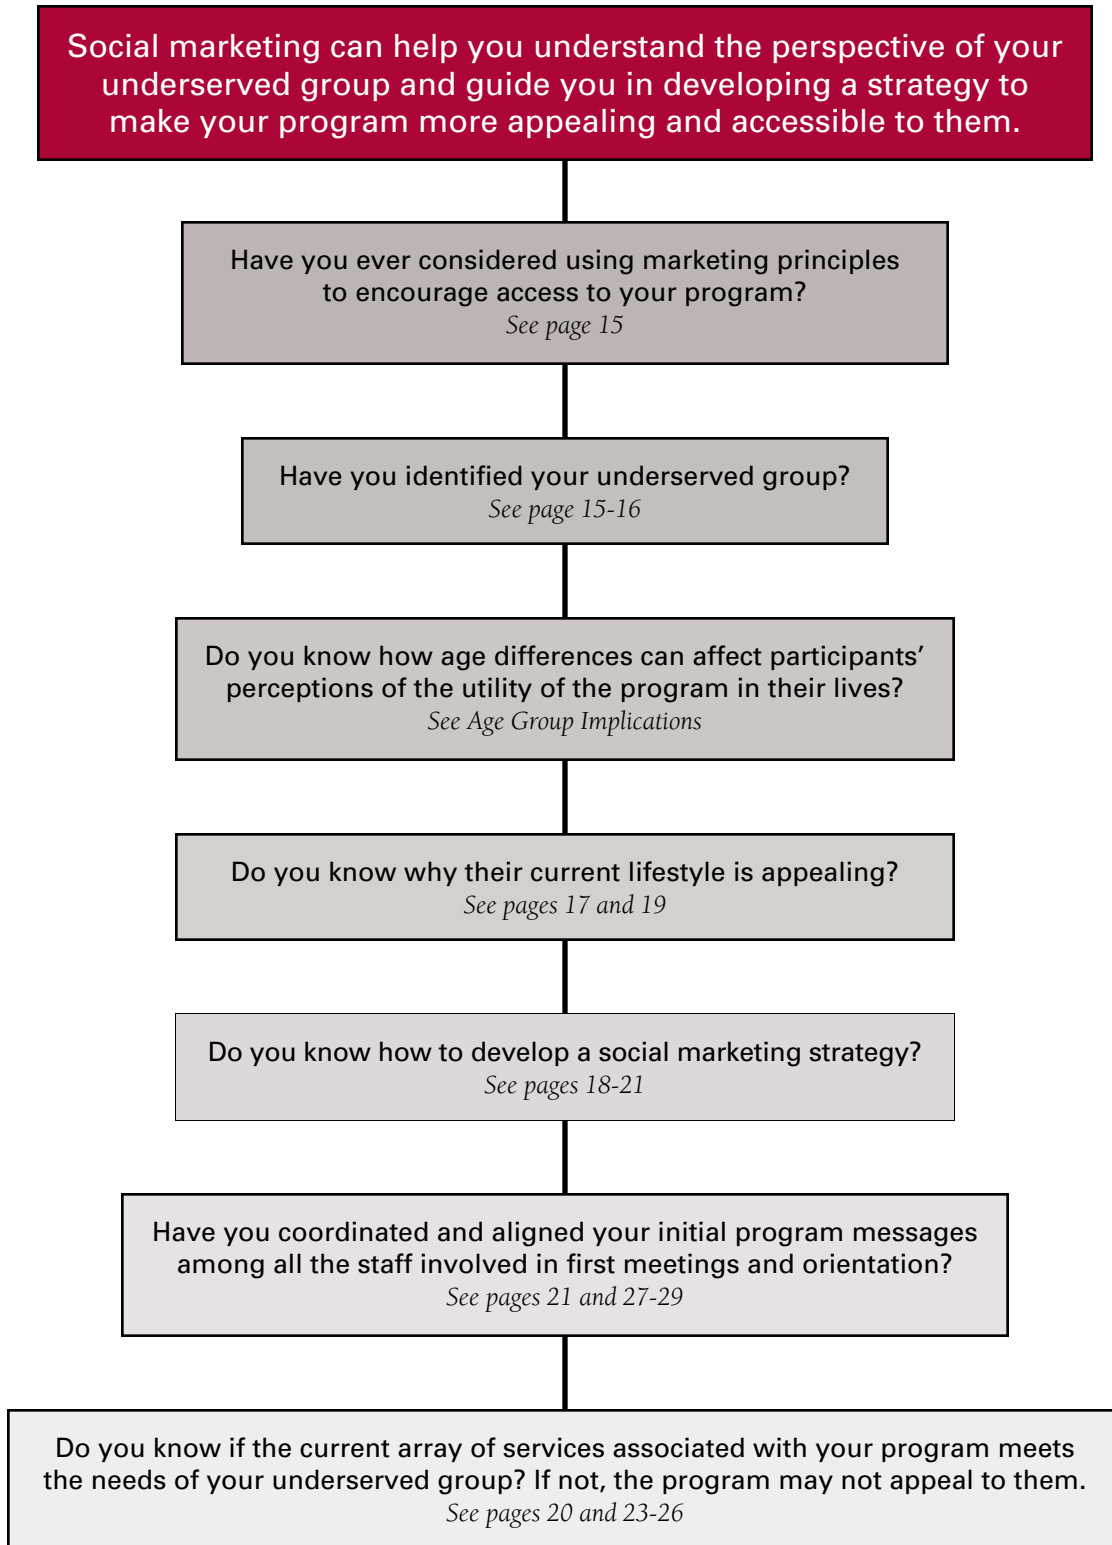 Social marketing can help you understand the perspective of your
underserved group and guide you in developing a strategy to
make your program more appealing and accessible to them.
Have you ever considered using marketing principles
to encourage access to your program?
See page 15
Have you identified your underserved group?
See page 15-16
Do you know how age differences can affect participants’
perceptions of the utility of the program in their lives?
See Age Group Implications
Do you know why their current lifestyle is appealing?
See pages 17 and 19
Do you know how to develop a social marketing strategy?
See pages 18-21
Have you coordinated and aligned your initial program messages
among all the staff involved in first meetings and orientation?
See pages 21 and 27-29
Do you know if the current array of services associated with your program meets
the needs of your underserved group? If not, the program may not appeal to them.
See pages 20 and 23-26